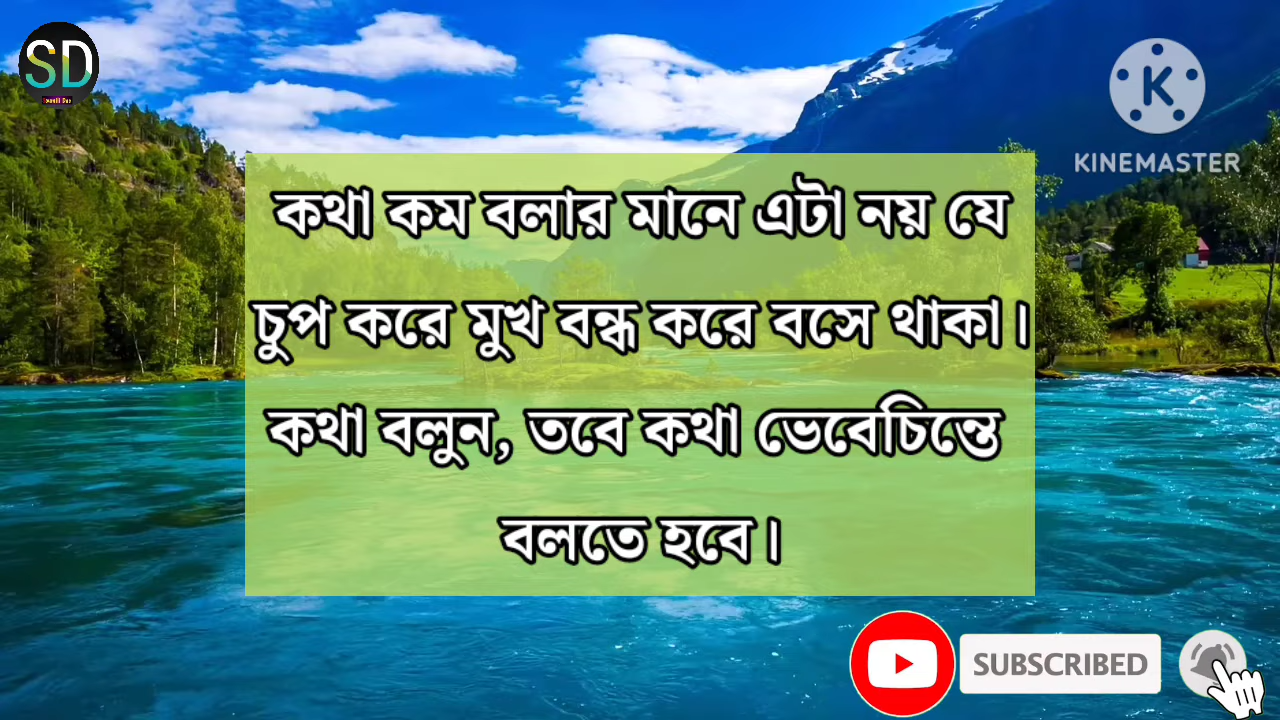 SD
KINEMASTER
কথা কম বলার মানে এটা নয় যে
চুপ করে মুখ বন্ধ করে বসে থাকা।
কথা বলুন, তবে কথা ভেবেচিন্তে
বলতে হবে।
SUBSCRIBED